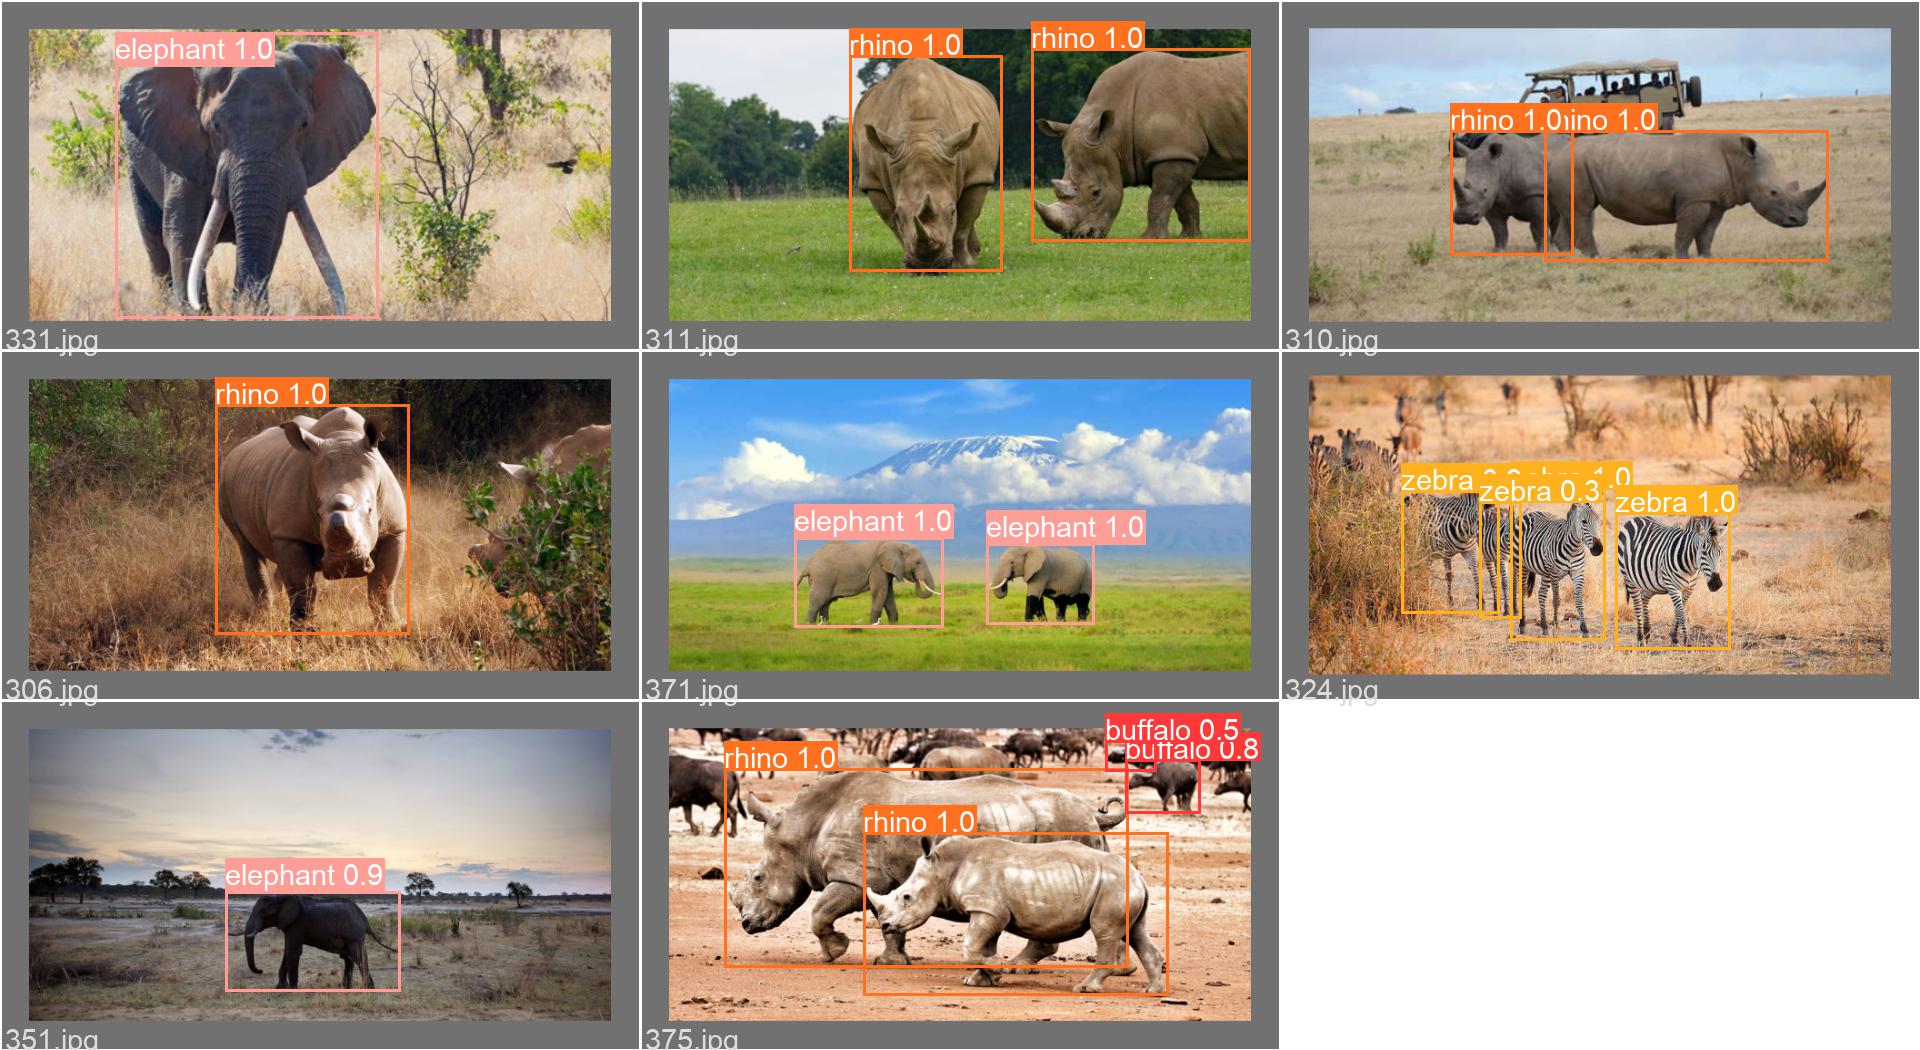 elephant 1.0
331.jpg
rhino 1.0
rhino 1.0
311.jpg
rhino 1.0
ino 1.0
310.jpg
rhino 1.0
306.jpg
elephant 1.0
elephant 1.0
371.jpg
zebra
1.0
zebra 0.3
.0
zebra 1.0
324.jpg
elephant 0.9
351.jpg
rhino 1.0
rhino 1.0
buffalo 0.5
buffalo 0.8
375.jpg